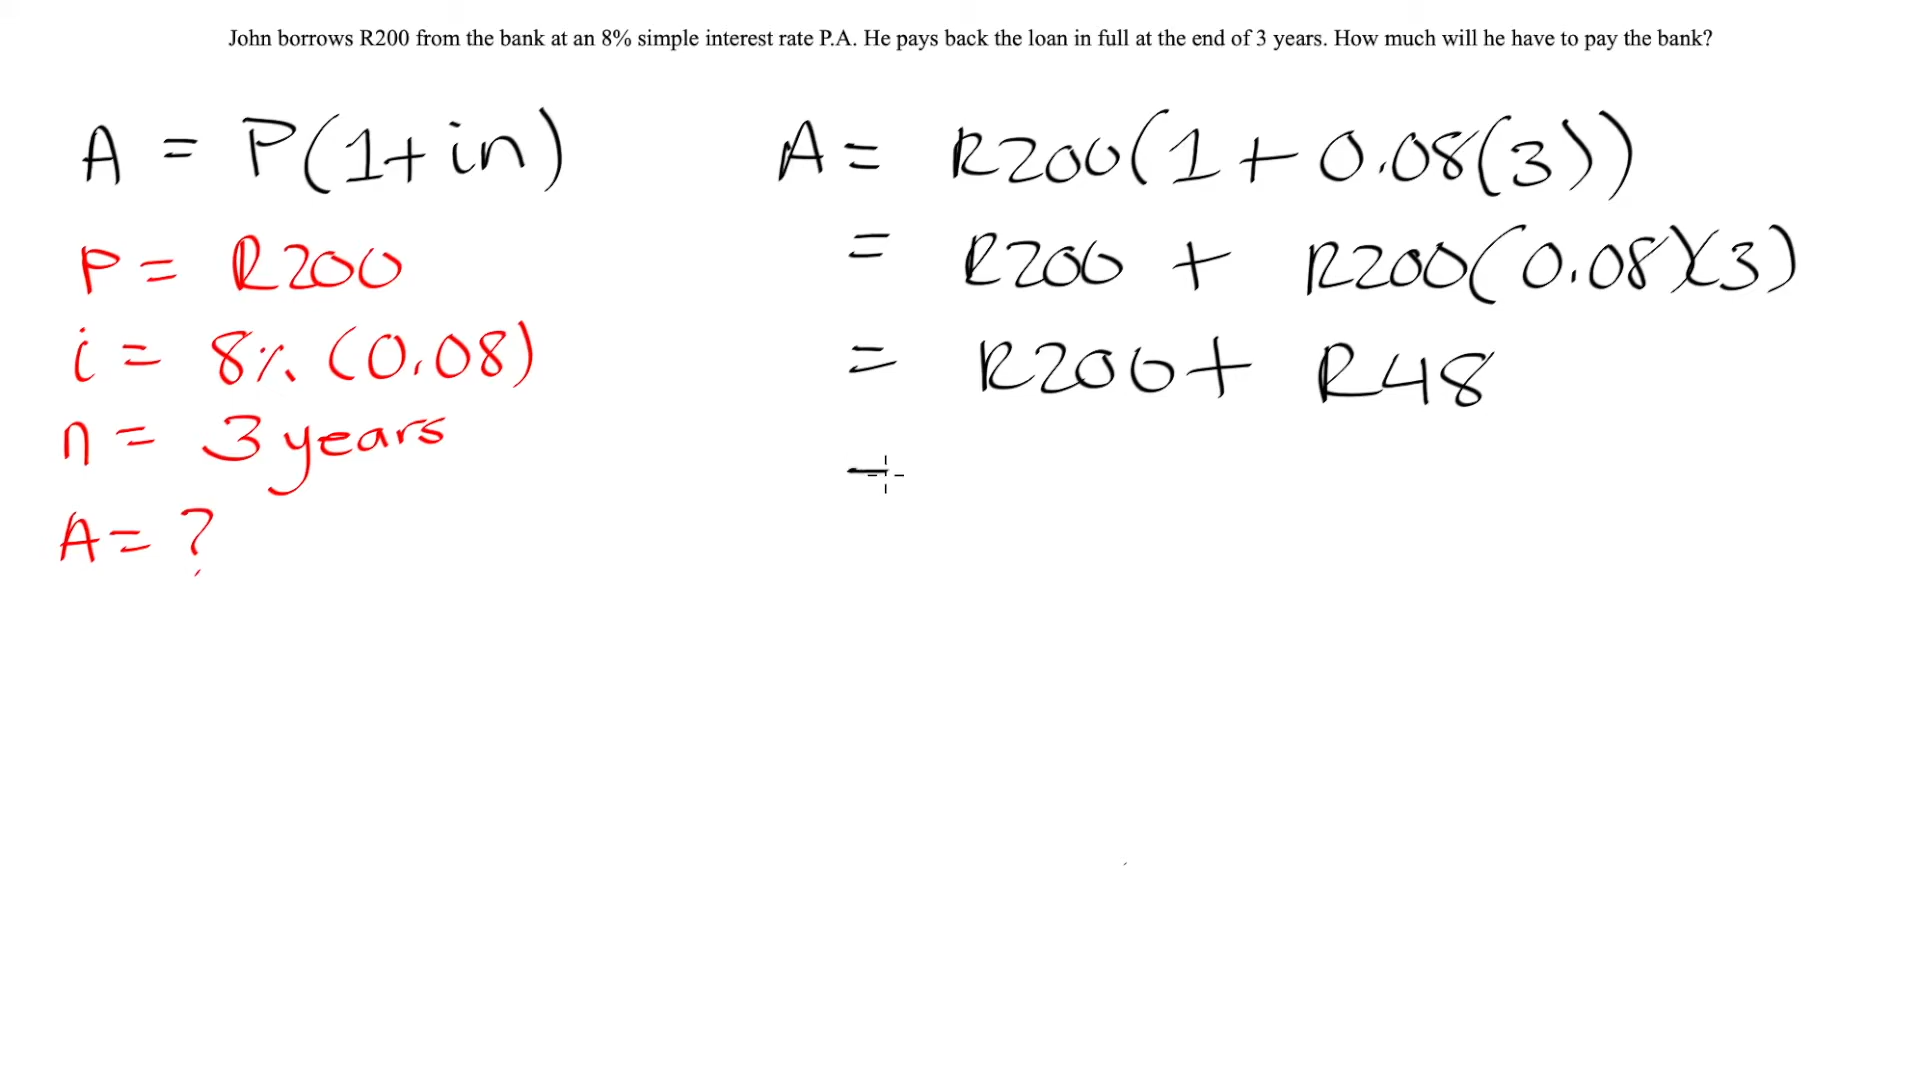 John borrows R200 from the bank at an 8% simple interest rate P.A. He pays back the loan in full at the end of 3 years. How much will he have to pay the bank?
A = P(1+in)
P = R200
i = 8% (0.08)
n = 3 years
A = ?
A = R200(1+0.08(3))
= R200 + R200(0.08)(3)
= R200 + R48